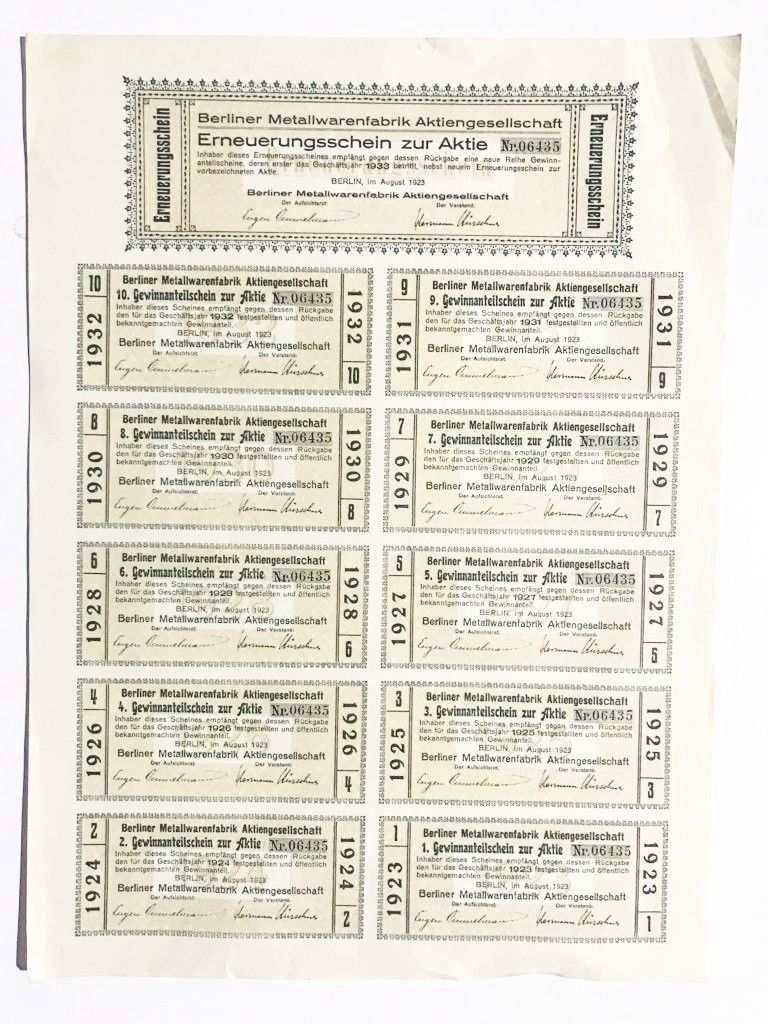 Erneuerungsschein
Berliner Metallwarenfabrik Aktiengesellschaft
Erneuerungsschein zur Aktie Nr.06435
Inhaber dieses Erneuerungsscheines empfängt gegen dessen Rückgabe eine neue Reihe Gewinn-
anteilscheine, deren erster das Geschäftsjahr 1933 betrifft, nebst neuem Erneuerungsschein zur
vorbezeichneten Aktie.
BERLIN, im August 1923
Berliner Metallwarenfabrik Aktiengesellschaft
Der Aufsichtsrat: Der Vorstand:
Hermann
Erneuerungsschein
10
1932
Berliner Metallwarenfabrik Aktiengesellschaft
10. Gewinnanteilschein zur Aktie Nr.06435
Inhaber dieses Scheines empfängt gegen dessen Rückgabe
den für das Geschäftsjahr 1932 festgestellten und öffentlich
bekanntgemachten Gewinnanteil.
BERLIN, im August 1923
Berliner Metallwarenfabrik Aktiengesellschaft
Der Aufsichtsrat: Der Vorstand:
Hermann
1932
10
9
1931
Berliner Metallwarenfabrik Aktiengesellschaft
9. Gewinnanteilschein zur Aktie Nr.06435
Inhaber dieses Scheines empfängt gegen dessen Rückgabe
den für das Geschäftsjahr 1931 festgestellten und öffentlich
bekanntgemachten Gewinnanteil.
BERLIN, im August 1923
Berliner Metallwarenfabrik Aktiengesellschaft
Der Aufsichtsrat: Der Vorstand:
Hermann
1931
9
8
1930
Berliner Metallwarenfabrik Aktiengesellschaft
8. Gewinnanteilschein zur Aktie Nr.06435
Inhaber dieses Scheines empfängt gegen dessen Rückgabe
den für das Geschäftsjahr 1930 festgestellten und öffentlich
bekanntgemachten Gewinnanteil.
BERLIN, im August 1923
Berliner Metallwarenfabrik Aktiengesellschaft
Der Aufsichtsrat: Der Vorstand:
Hermann
1930
8
7
1929
Berliner Metallwarenfabrik Aktiengesellschaft
7. Gewinnanteilschein zur Aktie Nr.06435
Inhaber dieses Scheines empfängt gegen dessen Rückgabe
den für das Geschäftsjahr 1929 festgestellten und öffentlich
bekanntgemachten Gewinnanteil.
BERLIN, im August 1923
Berliner Metallwarenfabrik Aktiengesellschaft
Der Aufsichtsrat: Der Vorstand:
Hermann
1929
7
6
1928
Berliner Metallwarenfabrik Aktiengesellschaft
6. Gewinnanteilschein zur Aktie Nr.06435
Inhaber dieses Scheines empfängt gegen dessen Rückgabe
den für das Geschäftsjahr 1928 festgestellten und öffentlich
bekanntgemachten Gewinnanteil.
BERLIN, im August 1923
Berliner Metallwarenfabrik Aktiengesellschaft
Der Aufsichtsrat: Der Vorstand:
Hermann
1928
6
5
1927
Berliner Metallwarenfabrik Aktiengesellschaft
5. Gewinnanteilschein zur Aktie Nr.06435
Inhaber dieses Scheines empfängt gegen dessen Rückgabe
den für das Geschäftsjahr 1927 festgestellten und öffentlich
bekanntgemachten Gewinnanteil.
BERLIN, im August 1923
Berliner Metallwarenfabrik Aktiengesellschaft
Der Aufsichtsrat: Der Vorstand:
Hermann
1927
5
4
1926
Berliner Metallwarenfabrik Aktiengesellschaft
4. Gewinnanteilschein zur Aktie Nr.06435
Inhaber dieses Scheines empfängt gegen dessen Rückgabe
den für das Geschäftsjahr 1926 festgestellten und öffentlich
bekanntgemachten Gewinnanteil.
BERLIN, im August 1923
Berliner Metallwarenfabrik Aktiengesellschaft
Der Aufsichtsrat: Der Vorstand:
Hermann
1926
4
3
1925
Berliner Metallwarenfabrik Aktiengesellschaft
3. Gewinnanteilschein zur Aktie Nr.06435
Inhaber dieses Scheines empfängt gegen dessen Rückgabe
den für das Geschäftsjahr 1925 festgestellten und öffentlich
bekanntgemachten Gewinnanteil.
BERLIN, im August 1923
Berliner Metallwarenfabrik Aktiengesellschaft
Der Aufsichtsrat: Der Vorstand:
Hermann
1925
3
2
1924
Berliner Metallwarenfabrik Aktiengesellschaft
2. Gewinnanteilschein zur Aktie Nr.06435
Inhaber dieses Scheines empfängt gegen dessen Rückgabe
den für das Geschäftsjahr 1924 festgestellten und öffentlich
bekanntgemachten Gewinnanteil.
BERLIN, im August 1923
Berliner Metallwarenfabrik Aktiengesellschaft
Der Aufsichtsrat: Der Vorstand:
Hermann
1924
2
1
1923
Berliner Metallwarenfabrik Aktiengesellschaft
1. Gewinnanteilschein zur Aktie Nr.06435
Inhaber dieses Scheines empfängt gegen dessen Rückgabe
den für das Geschäftsjahr 1923 festgestellten und öffentlich
bekanntgemachten Gewinnanteil.
BERLIN, im August 1923
Berliner Metallwarenfabrik Aktiengesellschaft
Der Aufsichtsrat: Der Vorstand:
Hermann
1923
1